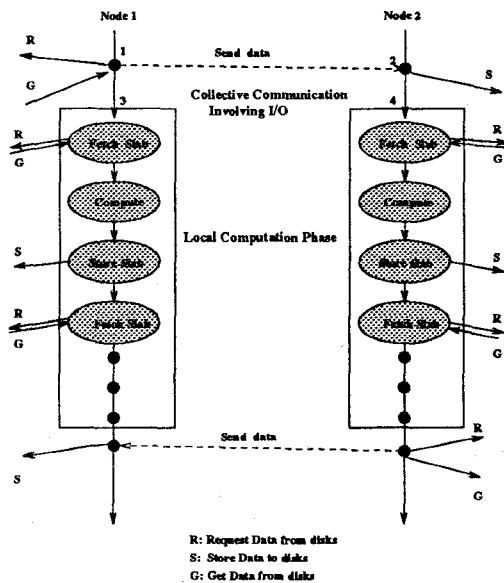 Node 1 Node 2
R 1 Send data 2 S
G
Collective Communication
Involving I/O
3 4
R Fetch Slab Fetch Slab R
G G
Compute Compute
Local Computation Phase
S Store Slab Store Slab S
R Fetch Slab Fetch Slab R
G G
Send data R
S G
R: Request Data from disks
S: Store Data to disks
G: Get Data from disks